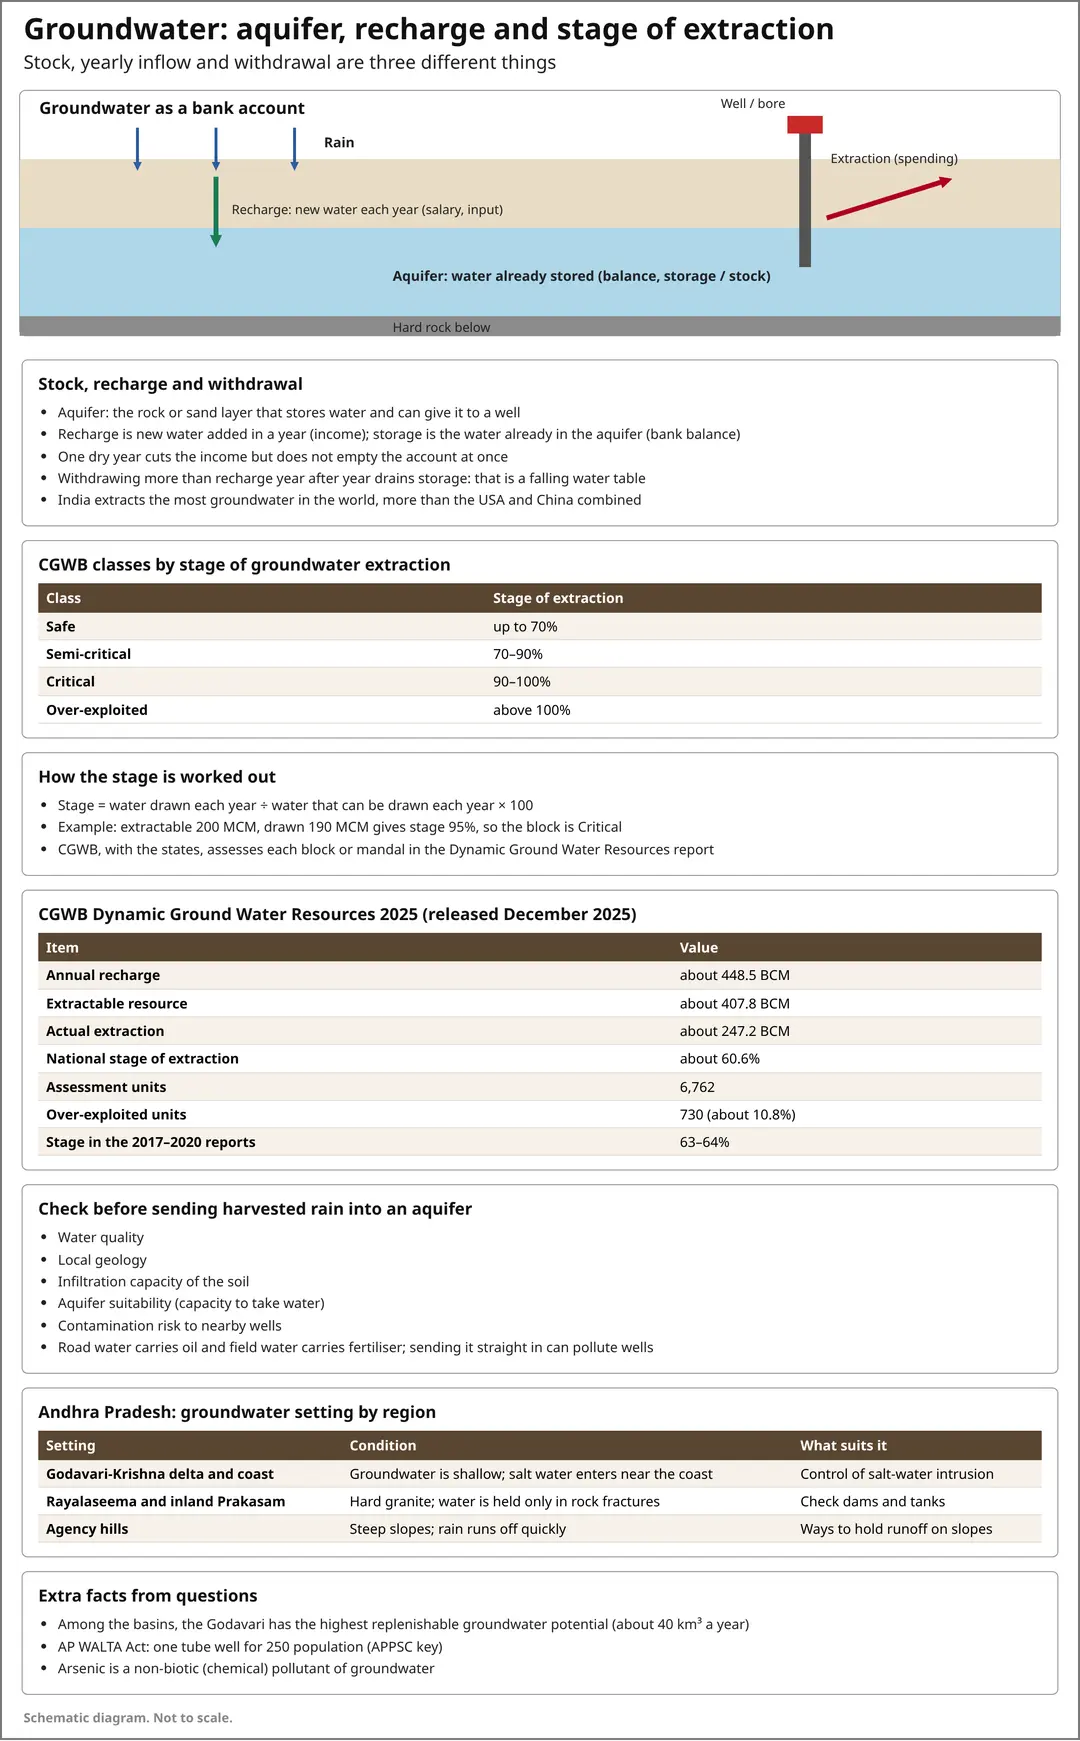 Groundwater: aquifer, recharge and stage of extraction
Stock, yearly inflow and withdrawal are three different things
Groundwater as a bank account
Well / bore
Rain
Extraction (spending)
Recharge: new water each year (salary, input)
Aquifer: water already stored (balance, storage / stock)
Hard rock below
Stock, recharge and withdrawal
• Aquifer: the rock or sand layer that stores water and can give it to a well
• Recharge is new water added in a year (income); storage is the water already in the aquifer (bank balance)
• One dry year cuts the income but does not empty the account at once
• Withdrawing more than recharge year after year drains storage: that is a falling water table
• India extracts the most groundwater in the world, more than the USA and China combined
CGWB classes by stage of groundwater extraction
Class Stage of extraction
Safe up to 70%
Semi-critical 70–90%
Critical 90–100%
Over-exploited above 100%
How the stage is worked out
• Stage = water drawn each year ÷ water that can be drawn each year × 100
• Example: extractable 200 MCM, drawn 190 MCM gives stage 95%, so the block is Critical
• CGWB, with the states, assesses each block or mandal in the Dynamic Ground Water Resources report
CGWB Dynamic Ground Water Resources 2025 (released December 2025)
Item Value
Annual recharge about 448.5 BCM
Extractable resource about 407.8 BCM
Actual extraction about 247.2 BCM
National stage of extraction about 60.6%
Assessment units 6,762
Over-exploited units 730 (about 10.8%)
Stage in the 2017–2020 reports 63–64%
Check before sending harvested rain into an aquifer
• Water quality
• Local geology
• Infiltration capacity of the soil
• Aquifer suitability (capacity to take water)
• Contamination risk to nearby wells
• Road water carries oil and field water carries fertiliser; sending it straight in can pollute wells
Andhra Pradesh: groundwater setting by region
Setting Condition What suits it
Godavari-Krishna delta and coast Groundwater is shallow; salt water enters near the coast Control of salt-water intrusion
Rayalaseema and inland Prakasam Hard granite; water is held only in rock fractures Check dams and tanks
Agency hills Steep slopes; rain runs off quickly Ways to hold runoff on slopes
Extra facts from questions
• Among the basins, the Godavari has the highest replenishable groundwater potential (about 40 km³ a year)
• AP WALTA Act: one tube well for 250 population (APPSC key)
• Arsenic is a non-biotic (chemical) pollutant of groundwater
Schematic diagram. Not to scale.